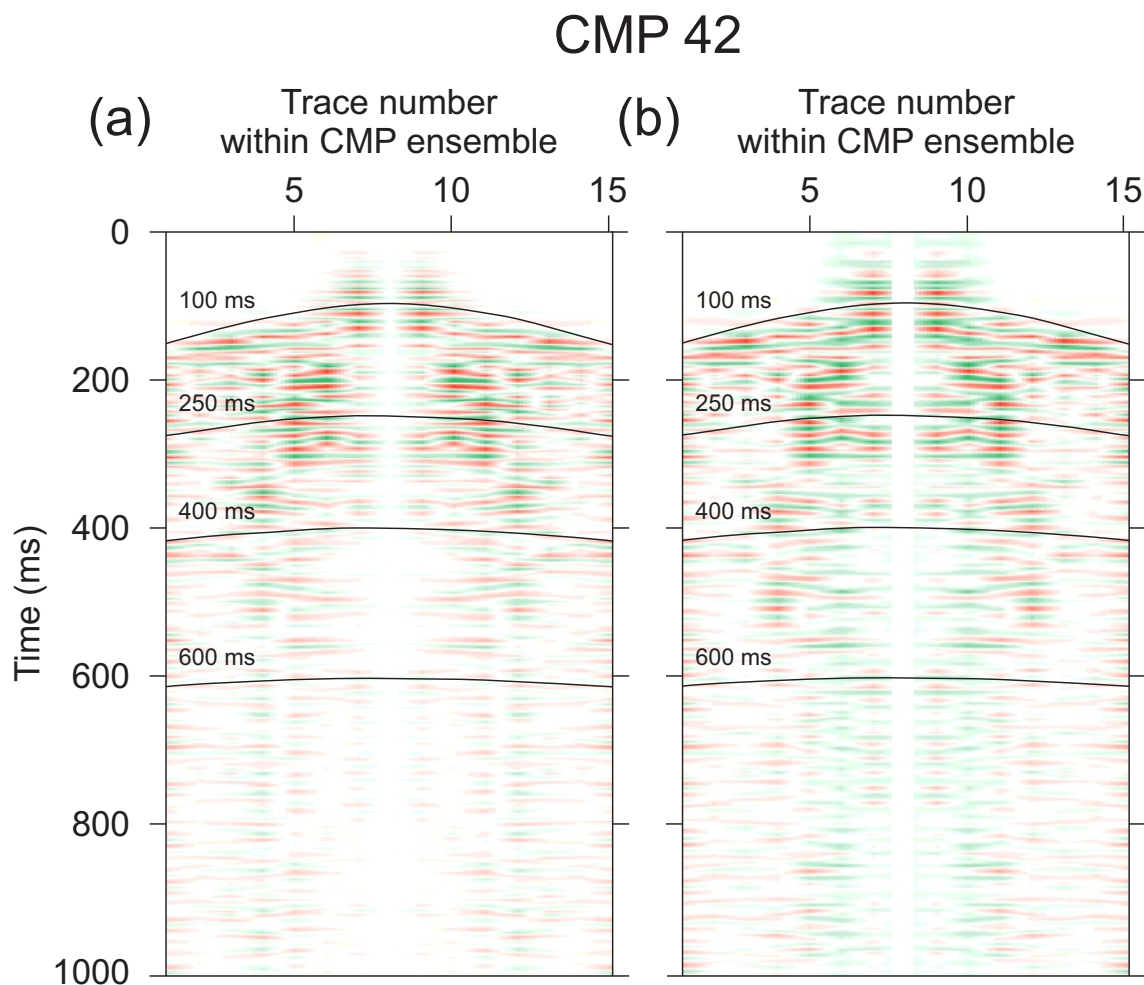 CMP 42
(a)
Trace number
within CMP ensemble
5 10 15
(b)
Trace number
within CMP ensemble
5 10 15
Time (ms)
0
200
400
600
800
1000
100 ms
250 ms
400 ms
600 ms
100 ms
250 ms
400 ms
600 ms